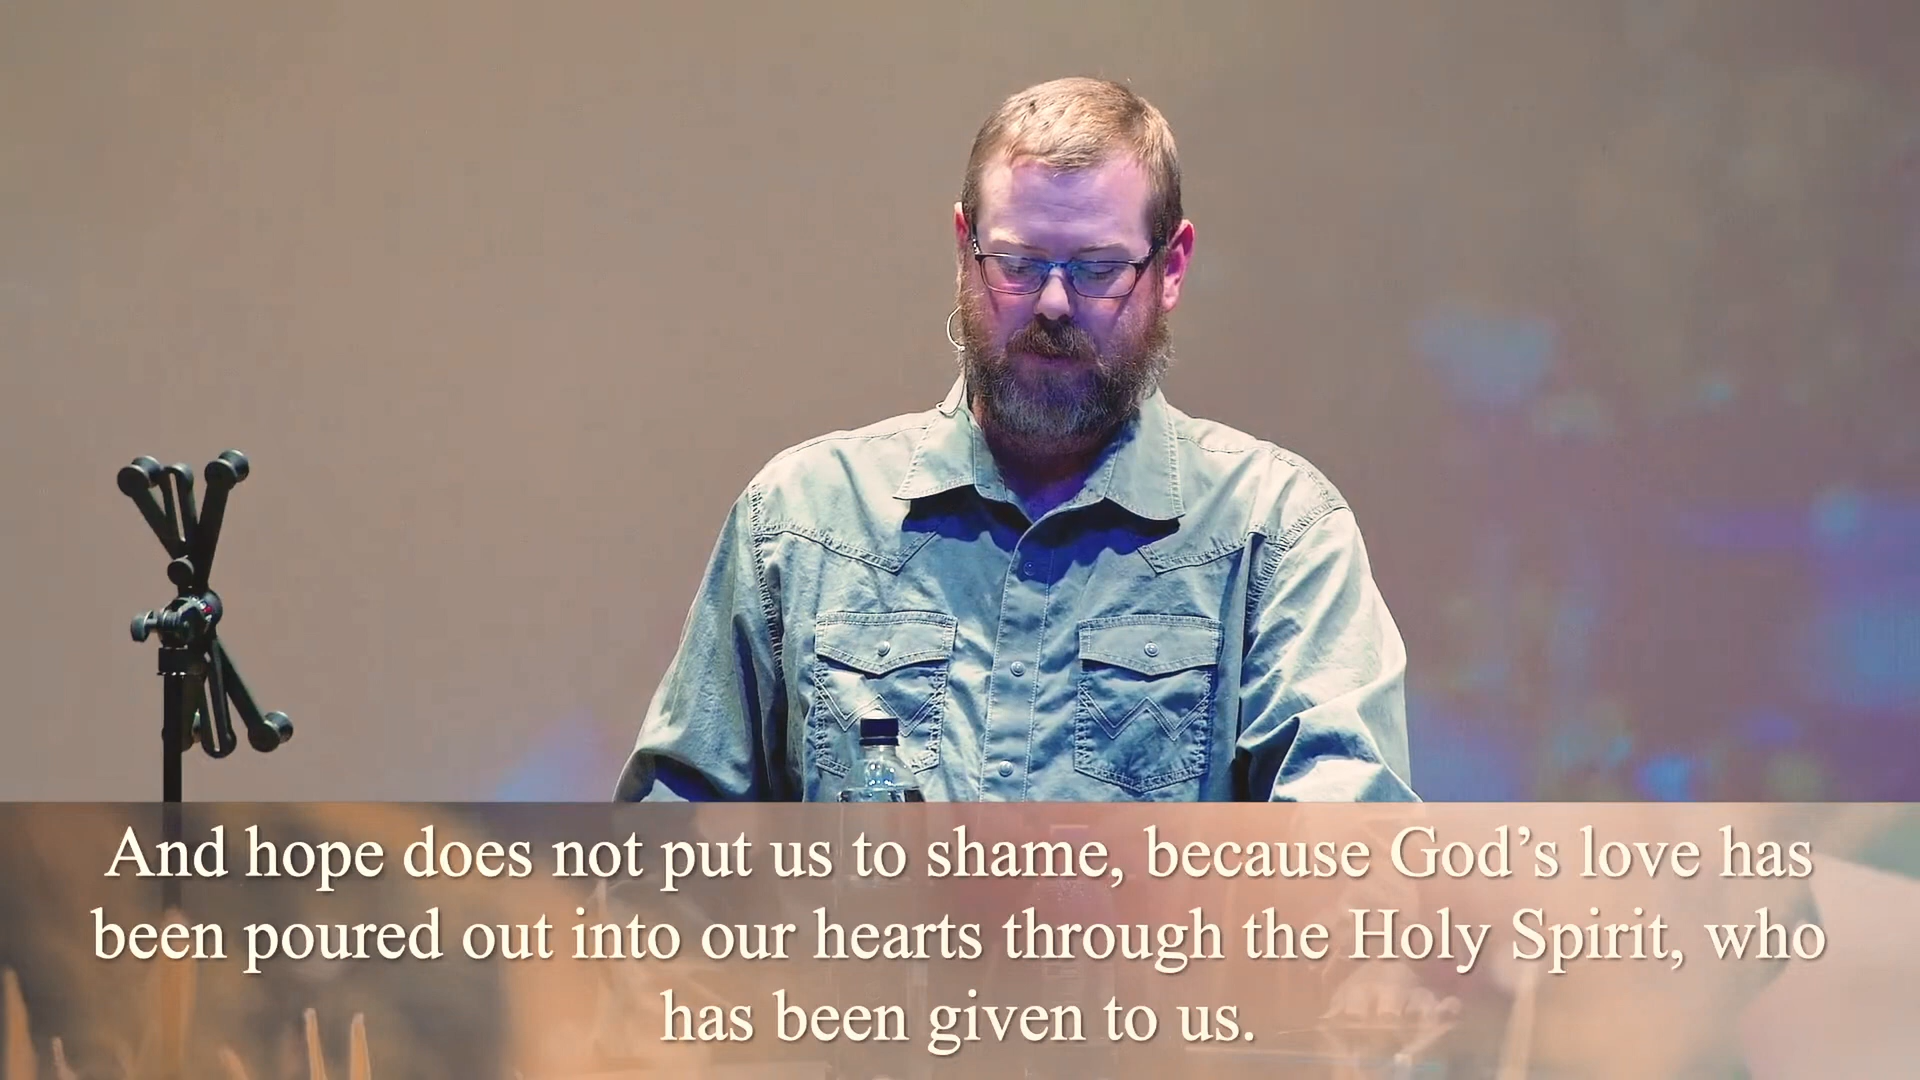 And hope does not put us to shame, because God’s love has
been poured out into our hearts through the Holy Spirit, who
has been given to us.